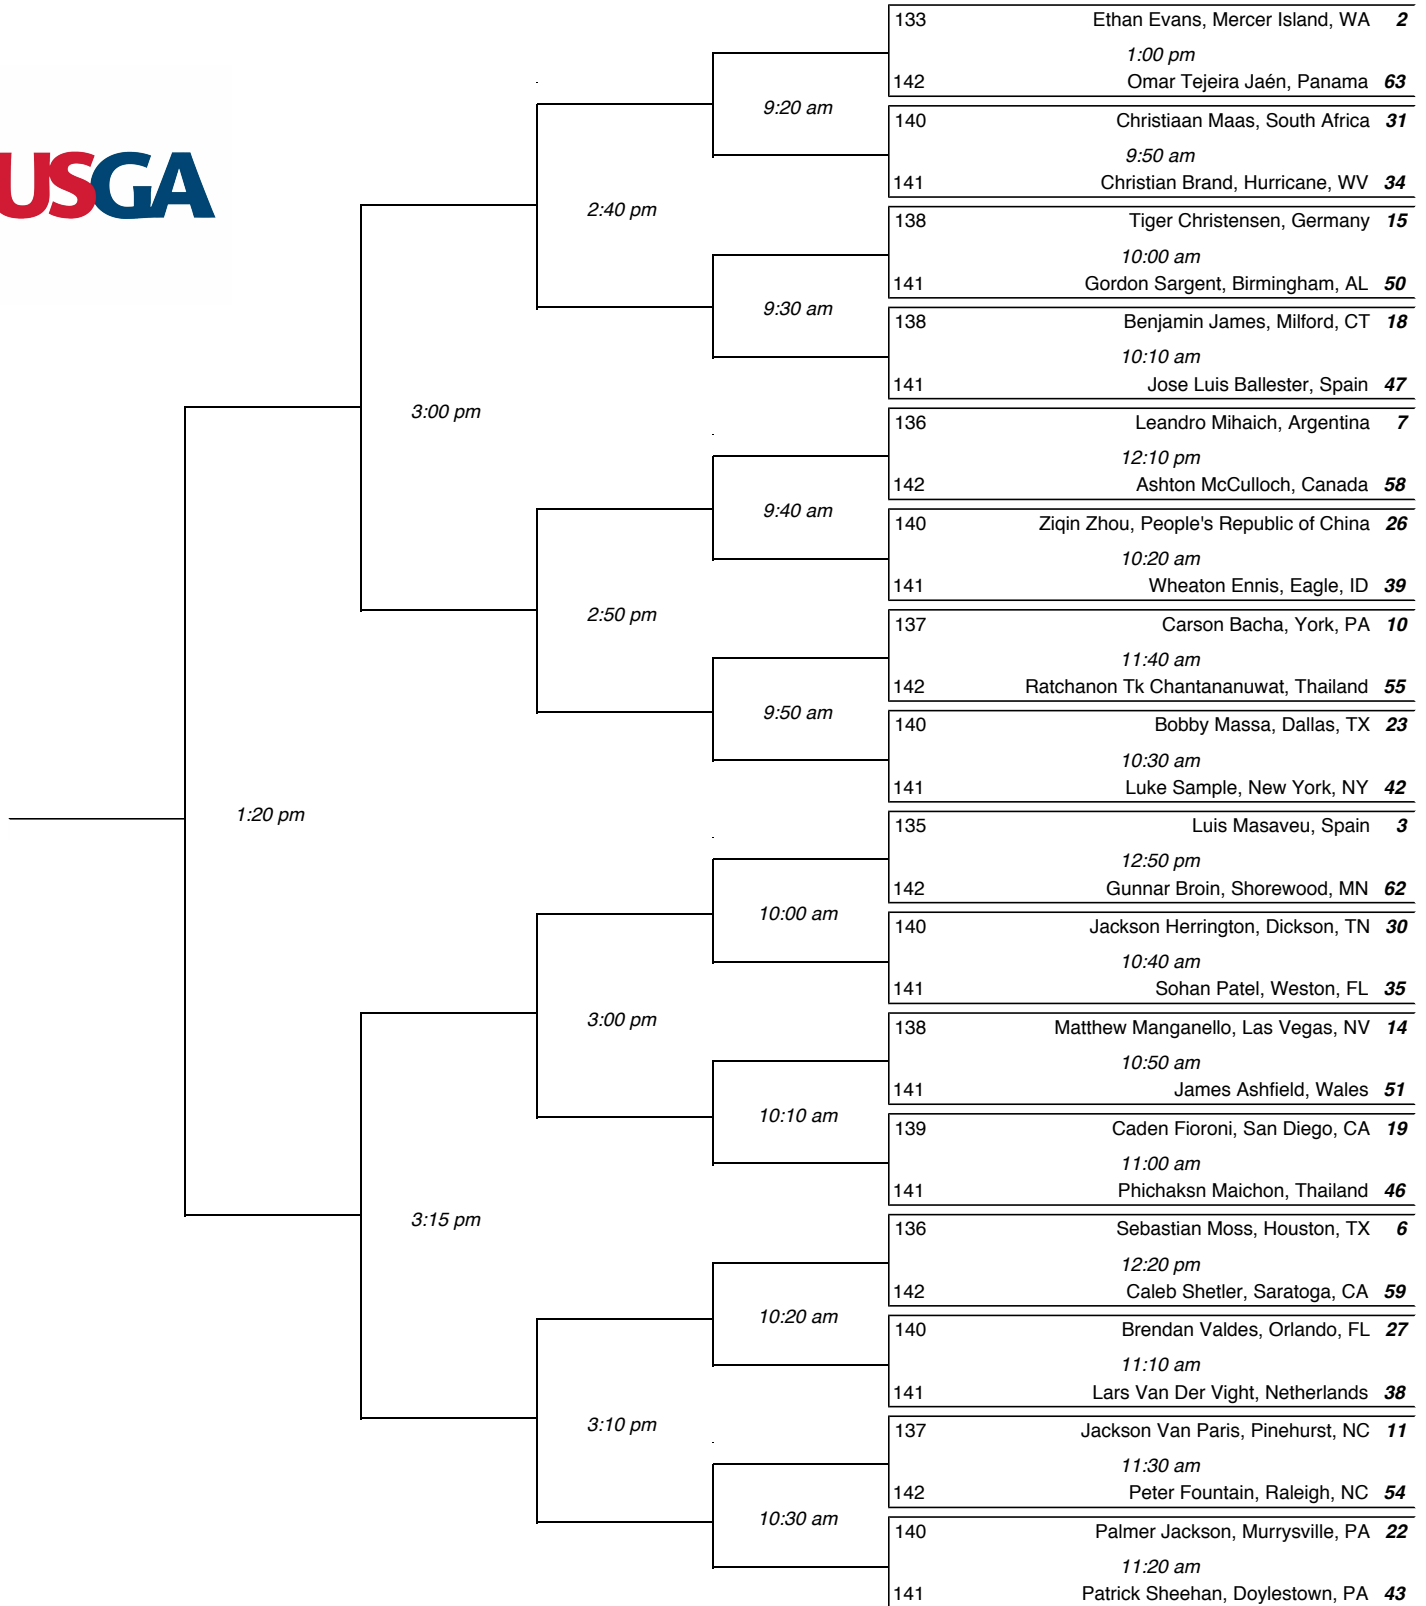 USGA
133 Ethan Evans, Mercer Island, WA 2
1:00 pm
142 Omar Tejeira Jaén, Panama 63
9:20 am
140 Christiaan Maas, South Africa 31
9:50 am
141 Christian Brand, Hurricane, WV 34
2:40 pm
138 Tiger Christensen, Germany 15
10:00 am
141 Gordon Sargent, Birmingham, AL 50
9:30 am
138 Benjamin James, Milford, CT 18
10:10 am
141 Jose Luis Ballester, Spain 47
3:00 pm
136 Leandro Mihaich, Argentina 7
12:10 pm
142 Ashton McCulloch, Canada 58
9:40 am
140 Ziqin Zhou, People's Republic of China 26
10:20 am
141 Wheaton Ennis, Eagle, ID 39
2:50 pm
137 Carson Bacha, York, PA 10
11:40 am
142 Ratchanon Tk Chantananuwat, Thailand 55
9:50 am
140 Bobby Massa, Dallas, TX 23
10:30 am
141 Luke Sample, New York, NY 42
1:20 pm
135 Luis Masaveu, Spain 3
12:50 pm
142 Gunnar Broin, Shorewood, MN 62
10:00 am
140 Jackson Herrington, Dickson, TN 30
10:40 am
141 Sohan Patel, Weston, FL 35
3:00 pm
138 Matthew Manganello, Las Vegas, NV 14
10:50 am
141 James Ashfield, Wales 51
10:10 am
139 Caden Fioroni, San Diego, CA 19
11:00 am
141 Phichaksn Maichon, Thailand 46
3:15 pm
136 Sebastian Moss, Houston, TX 6
12:20 pm
142 Caleb Shetler, Saratoga, CA 59
10:20 am
140 Brendan Valdes, Orlando, FL 27
11:10 am
141 Lars Van Der Vight, Netherlands 38
3:10 pm
137 Jackson Van Paris, Pinehurst, NC 11
11:30 am
142 Peter Fountain, Raleigh, NC 54
10:30 am
140 Palmer Jackson, Murrysville, PA 22
11:20 am
141 Patrick Sheehan, Doylestown, PA 43